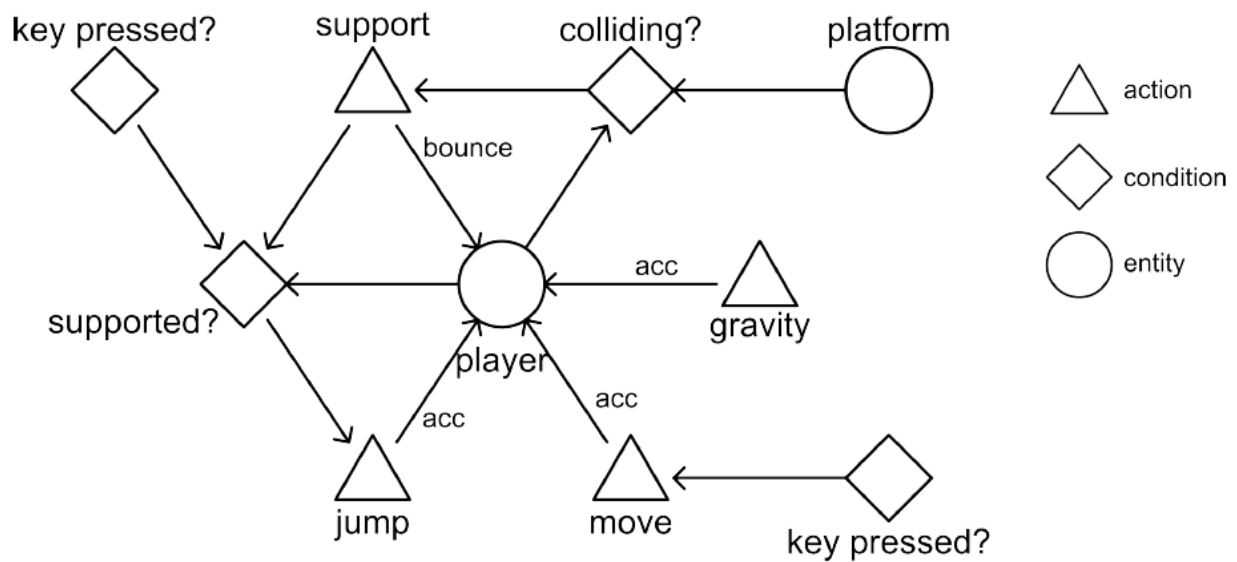 key pressed?
support
colliding?
platform
action
bounce
condition
acc
entity
supported?
gravity
player
acc
acc
jump
move
key pressed?